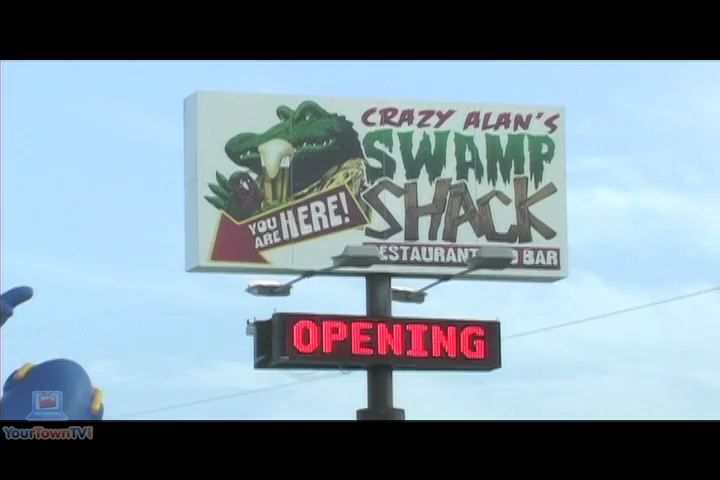 CRAZY ALAN'S
SWAMP
SHACK
YOU ARE HERE!
RESTAURANT AND BAR
OPENING
YOURTOWNTV